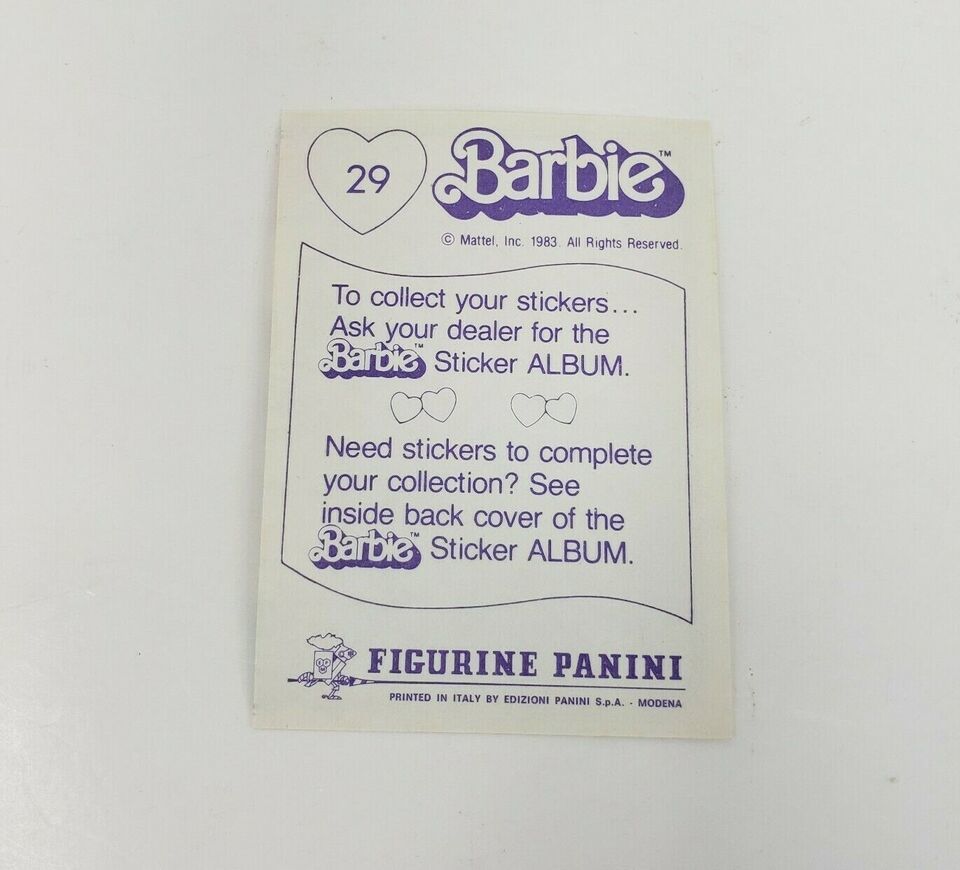 29
Barbie™
© Mattel, Inc. 1983. All Rights Reserved.
To collect your stickers...
Ask your dealer for the
Barbie™ Sticker ALBUM.
Need stickers to complete
your collection? See
inside back cover of the
Barbie™ Sticker ALBUM.
FIGURINE PANINI
PRINTED IN ITALY BY EDIZIONI PANINI S.p.A. - MODENA